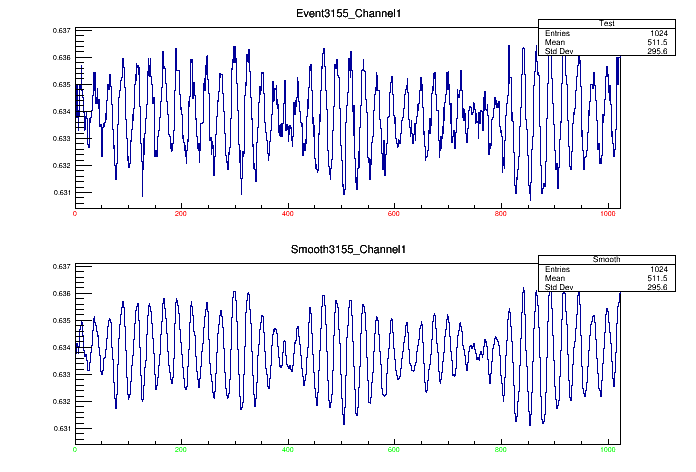 Event3155_Channel1
Test
Entries 1024
Mean 511.5
Std Dev 295.6
0.637
0.636
0.635
0.634
0.633
0.632
0.631
0 200 400 600 800 1000
Smooth3155_Channel1
Smooth
Entries 1024
Mean 511.5
Std Dev 295.6
0.637
0.636
0.635
0.634
0.633
0.632
0.631
0 200 400 600 800 1000